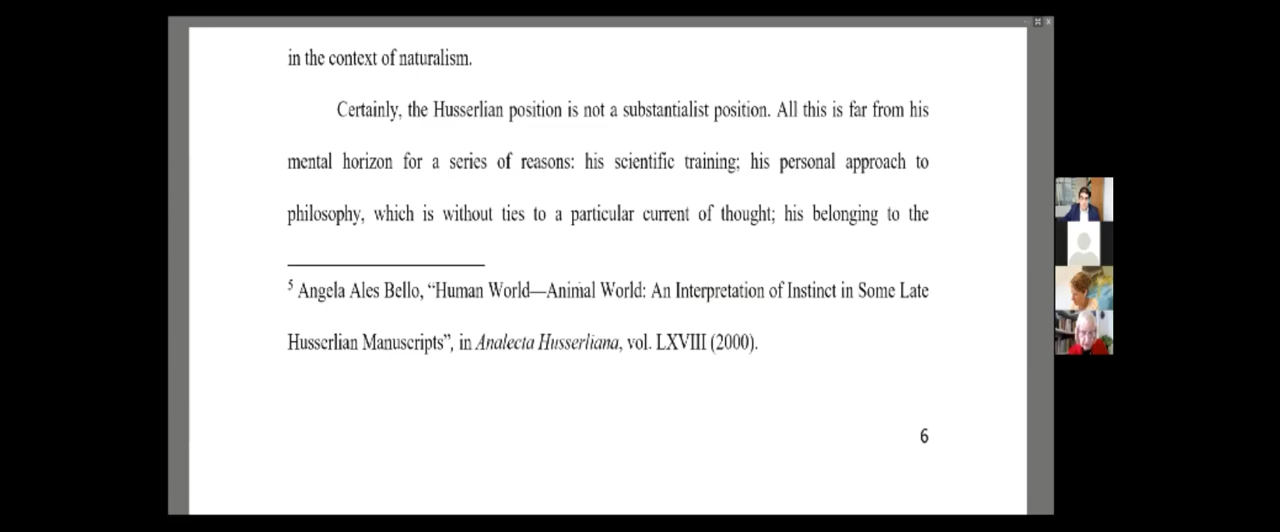 in the context of naturalism.
Certainly, the Husserlian position is not a substantialist position. All this is far from his
mental horizon for a series of reasons: his scientific training; his personal approach to
philosophy, which is without ties to a particular current of thought; his belonging to the
5 Angela Ales Bello, “Human World—Animal World: An Interpretation of Instinct in Some Late
Husserlian Manuscripts”, in Analecta Husserliana, vol. LXVIII (2000).
6